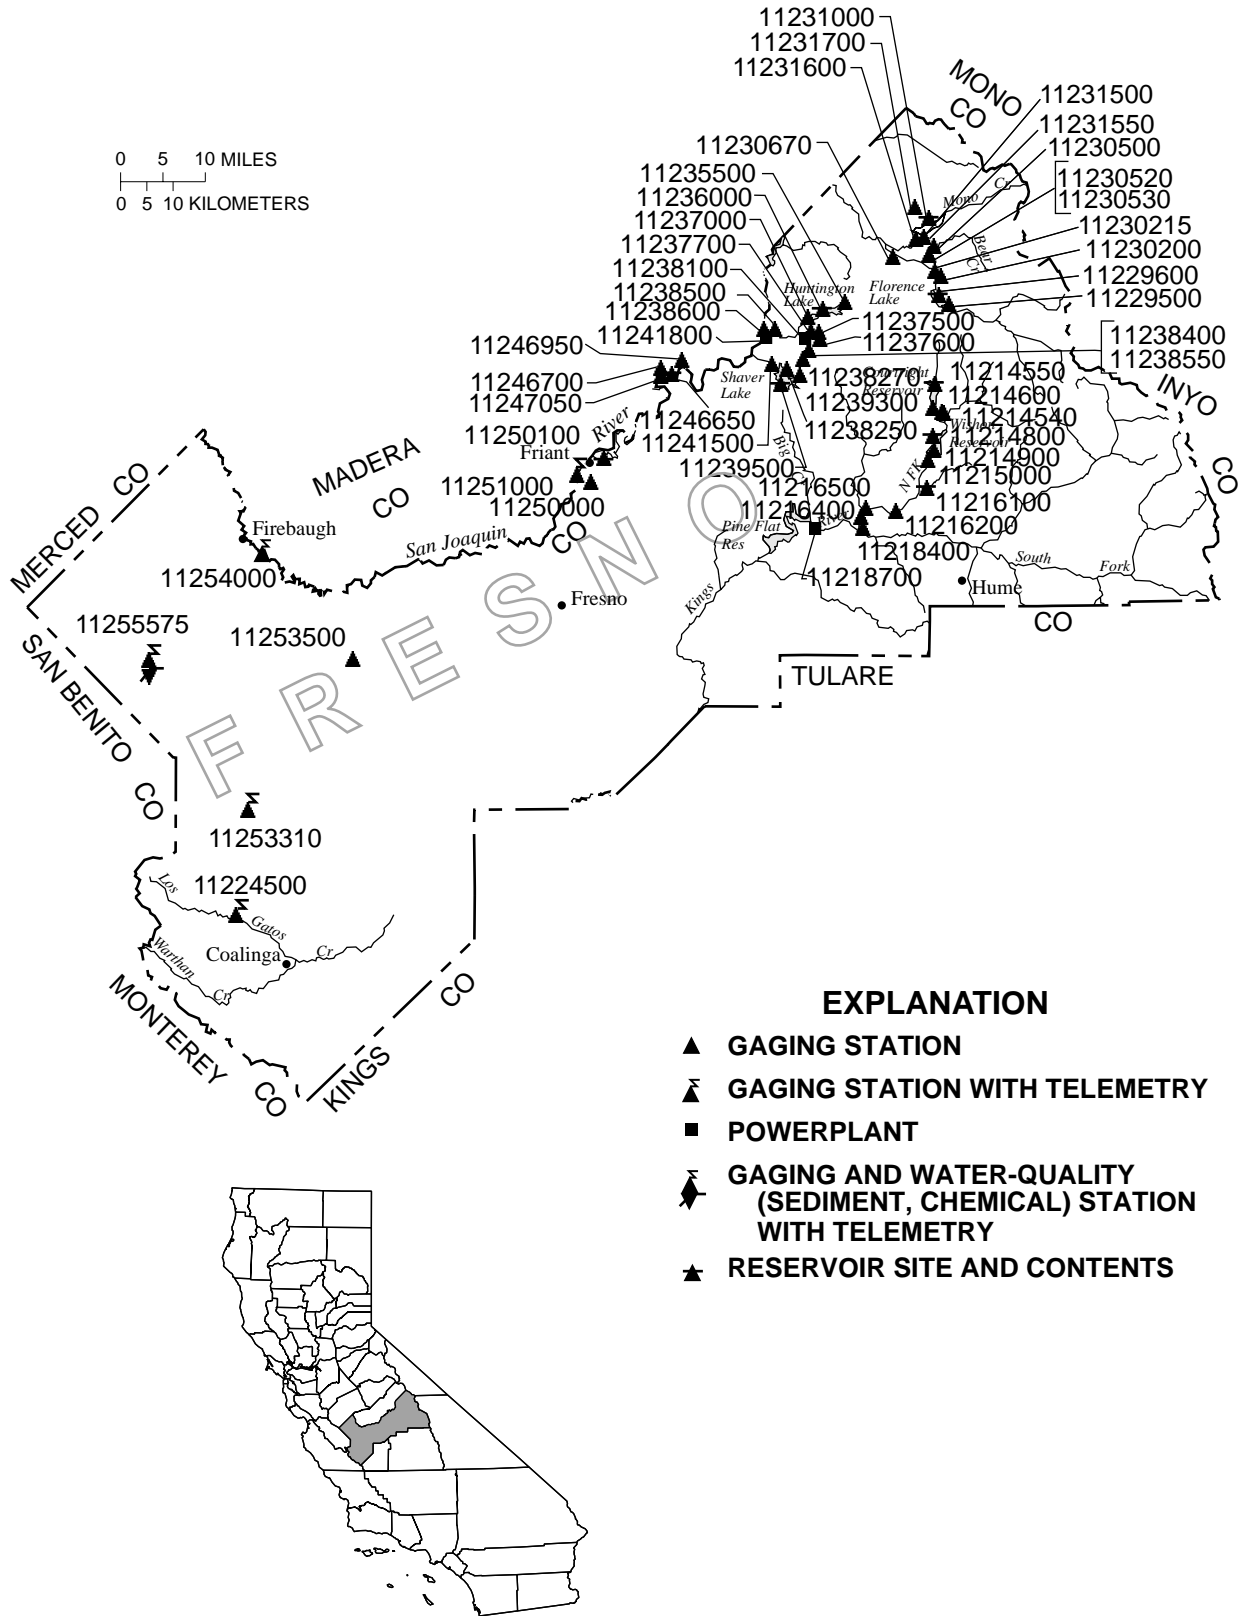 11231000
11231700
11231600
MONO
CO
11231500
11231550
11230500
11230520
11230530
11230670
11235500
11236000
11237000
11237700
11238100
11238500
11238600
11241800
11230215
11230200
11229600
11229500
0 5 10 MILES
0 5 10 KILOMETERS
Mono
Cr
Bear
Cr
Huntington
Lake
Florence
Lake
11237500
11237600
11238400
11238550
11246950
11246700
11247050
Shaver
Lake
Courtright
Reservoir
11238270
11239300
11238250
11214550
11214600
11214540
INYO
CO
Wishon
Reservoir
11214800
11214900
11215000
11216100
11216200
11246650
11241500
11239500
11250100
Friant
River
11251000
11250000
Big
N FK
11216500
11216400
Pine Flat
Res
River
11218400
11218700
Kings
South
Fork
Hume
CO
TULARE
MADERA
CO
MERCED
CO
Firebaugh
11254000
San Joaquin
CO
Fresno
FRESNO
11255575
11253500
SAN BENITO
CO
11253310
11224500
Los
Gatos
Cr
Warthan
Cr
Coalinga
MONTEREY
CO
KINGS
CO
EXPLANATION
GAGING STATION
GAGING STATION WITH TELEMETRY
POWERPLANT
GAGING AND WATER-QUALITY
(SEDIMENT, CHEMICAL) STATION
WITH TELEMETRY
RESERVOIR SITE AND CONTENTS